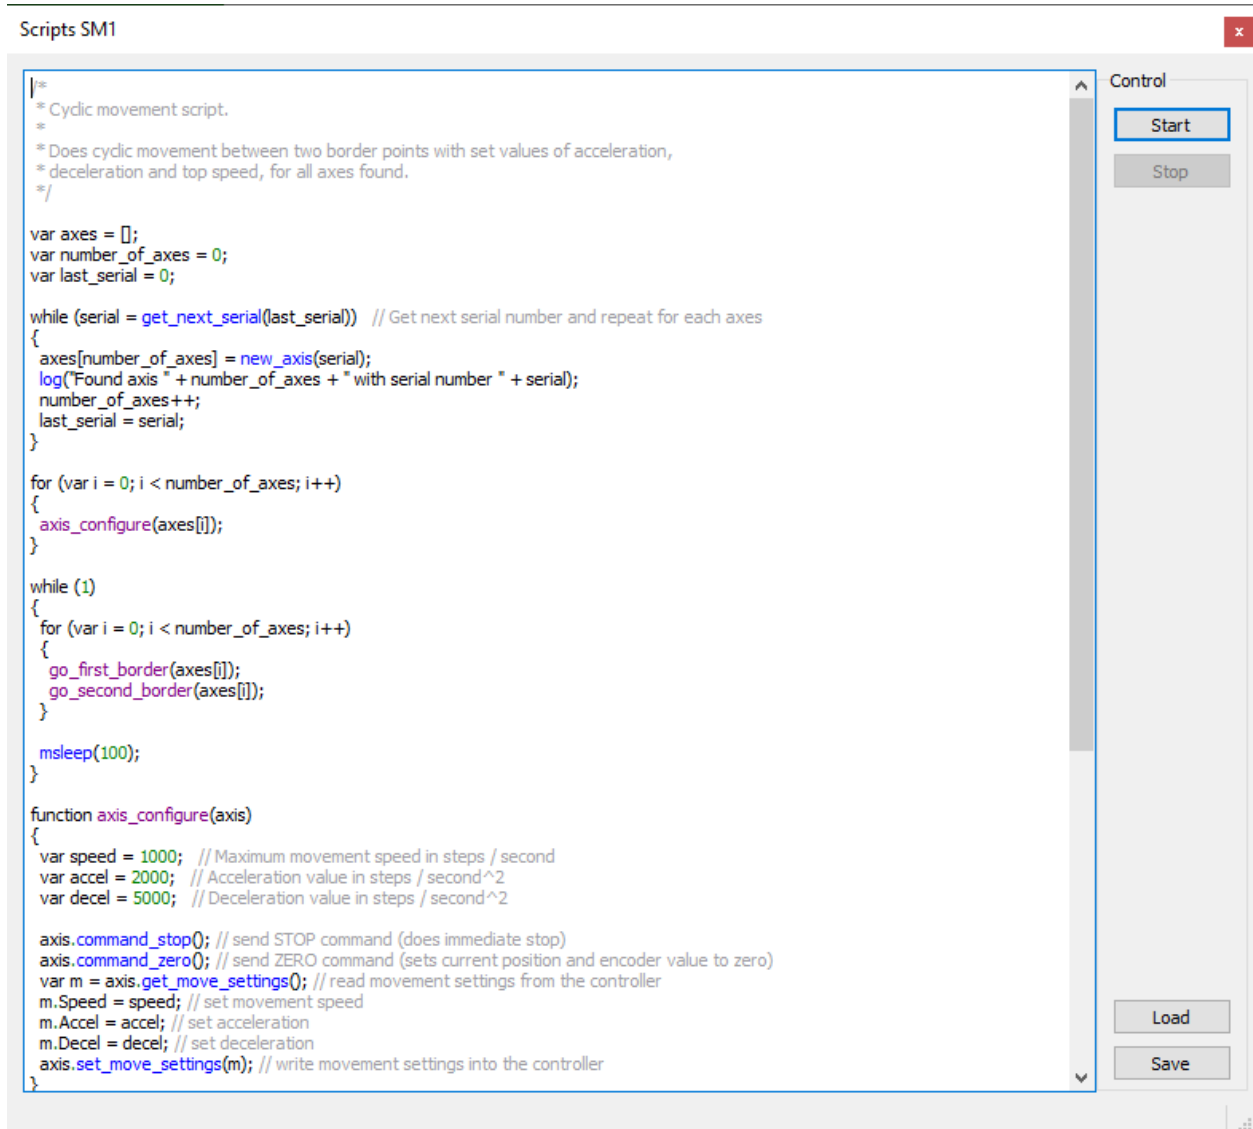 Scripts SM1
x
/*
* Cyclic movement script.
*
* Does cyclic movement between two border points with set values of acceleration,
* deceleration and top speed, for all axes found.
*/
var axes = [];
var number_of_axes = 0;
var last_serial = 0;
while (serial = get_next_serial(last_serial)) // Get next serial number and repeat for each axes
{
axes[number_of_axes] = new_axis(serial);
log("Found axis " + number_of_axes + " with serial number " + serial);
number_of_axes++;
last_serial = serial;
}
for (var i = 0; i < number_of_axes; i++)
{
axis_configure(axes[i]);
}
while (1)
{
for (var i = 0; i < number_of_axes; i++)
{
go_first_border(axes[i]);
go_second_border(axes[i]);
}
msleep(100);
}
function axis_configure(axis)
{
var speed = 1000; // Maximum movement speed in steps / second
var accel = 2000; // Acceleration value in steps / second^2
var decel = 5000; // Deceleration value in steps / second^2
axis.command_stop(); // send STOP command (does immediate stop)
axis.command_zero(); // send ZERO command (sets current position and encoder value to zero)
var m = axis.get_move_settings(); // read movement settings from the controller
m.Speed = speed; // set movement speed
m.Accel = accel; // set acceleration
m.Decel = decel; // set deceleration
axis.set_move_settings(m); // write movement settings into the controller
}
Control
Start
Stop
Load
Save